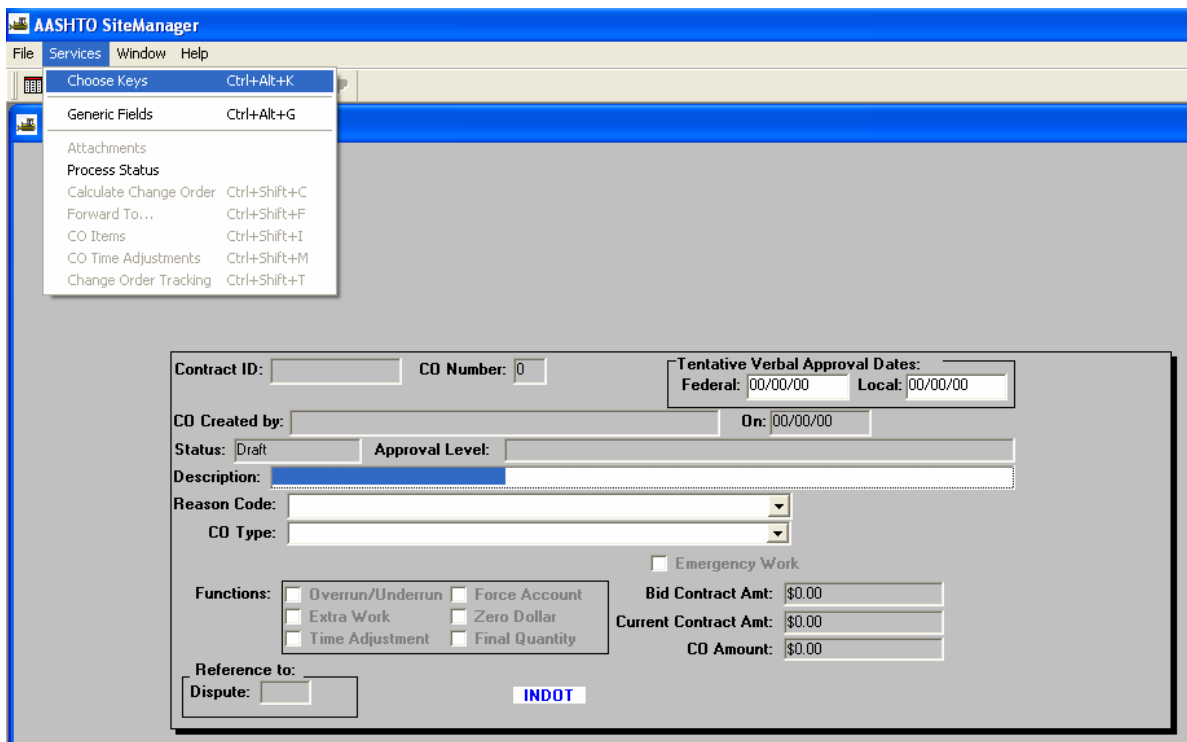 AASHTO SiteManager
File Services Window Help
Choose Keys Ctrl+Alt+K
Generic Fields Ctrl+Alt+G
Attachments
Process Status
Calculate Change Order Ctrl+Shift+C
Forward To... Ctrl+Shift+F
CO Items Ctrl+Shift+I
CO Time Adjustments Ctrl+Shift+M
Change Order Tracking Ctrl+Shift+T
Contract ID: CO Number: 0 Tentative Verbal Approval Dates:
Federal: 00/00/00 Local: 00/00/00
CO Created by: On: 00/00/00
Status: Draft Approval Level:
Description:
Reason Code:
CO Type:
Emergency Work
Functions: Overrun/Underrun Force Account Bid Contract Amt: $0.00
Extra Work Zero Dollar Current Contract Amt: $0.00
Time Adjustment Final Quantity CO Amount: $0.00
Reference to:
Dispute: INDOT